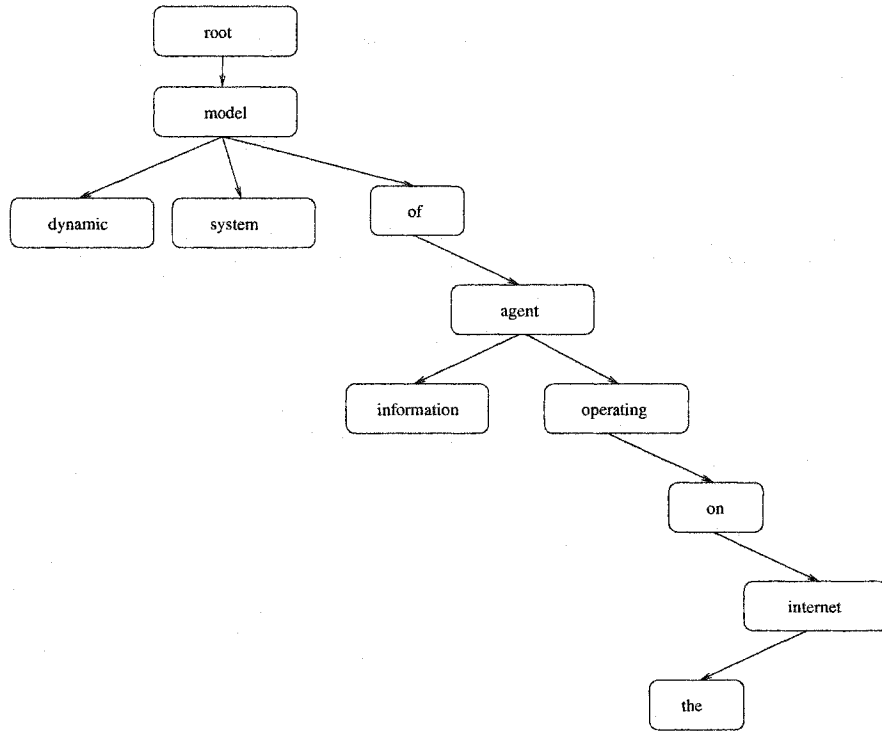 root
model
dynamic
system
of
agent
information
operating
on
internet
the